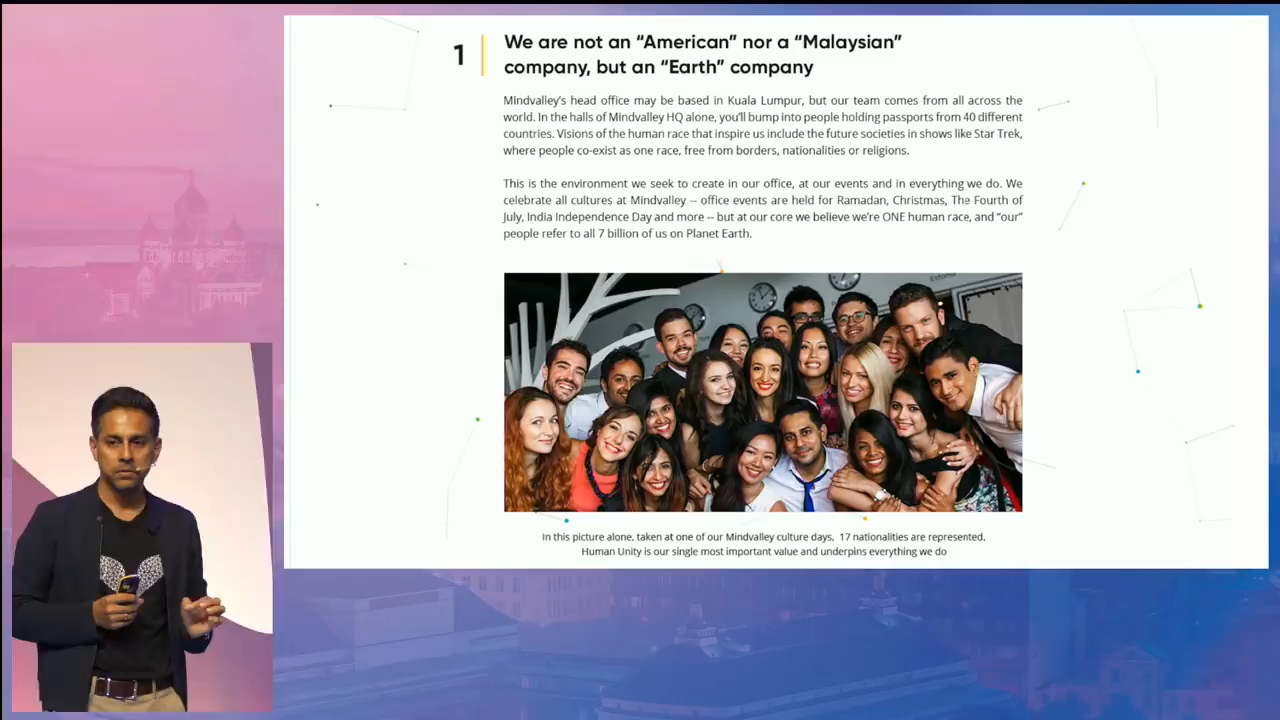 1
We are not an “American” nor a “Malaysian”
company, but an “Earth” company
Mindvalley’s head office may be based in Kuala Lumpur, but our team comes from all across the
world. In the halls of Mindvalley HQ alone, you’ll bump into people holding passports from 40 different
countries. Visions of the human race that inspire us include the future societies in shows like Star Trek,
where people co-exist as one race, free from borders, nationalities or religions.
This is the environment we seek to create in our office, at our events and in everything we do. We
celebrate all cultures at Mindvalley -- office events are held for Ramadan, Christmas, The Fourth of
July, India Independence Day and more -- but at our core we believe we’re ONE human race, and “our”
people refer to all 7 billion of us on Planet Earth.
Estonia
In this picture alone, taken at one of our Mindvalley culture days, 17 nationalities are represented.
Human Unity is our single most important value and underpins everything we do